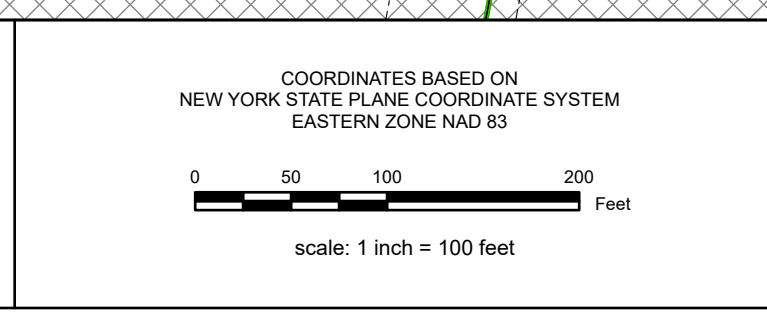 COORDINATES BASED ON
NEW YORK STATE PLANE COORDINATE SYSTEM
EASTERN ZONE NAD 83
0 50 100 200
Feet
scale: 1 inch = 100 feet